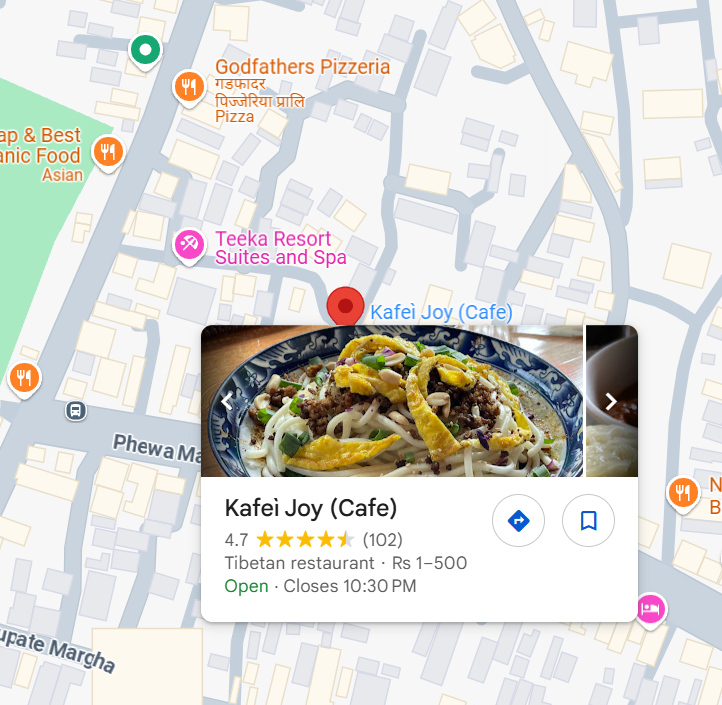 Godfathers Pizzeria
गडफादर
पिज्जेरिया प्रालि
Pizza
ap & Best
anic Food
Asian
Teeka Resort
Suites and Spa
Kafeì Joy (Cafe)
Phewa Ma
Kafeì Joy (Cafe)
4.7 (102)
Tibetan restaurant · Rs 1–500
Open · Closes 10:30 PM
N
B
upate Margha